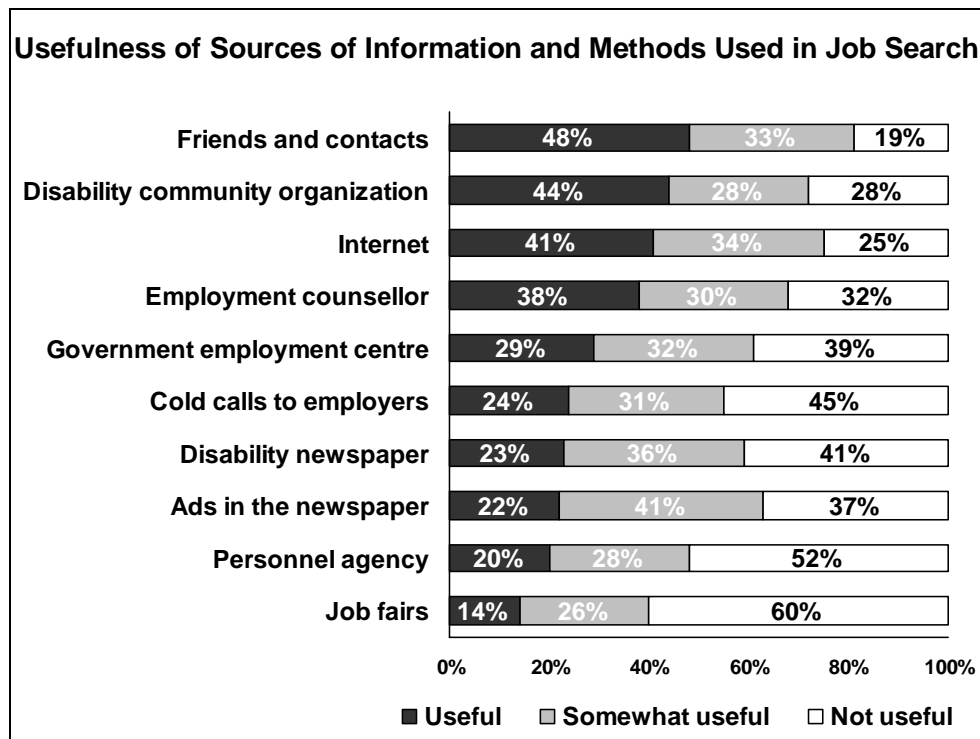 Usefulness of Sources of Information and Methods Used in Job Search
Friends and contacts 48% 33% 19%
Disability community organization 44% 28% 28%
Internet 41% 34% 25%
Employment counsellor 38% 30% 32%
Government employment centre 29% 32% 39%
Cold calls to employers 24% 31% 45%
Disability newspaper 23% 36% 41%
Ads in the newspaper 22% 41% 37%
Personnel agency 20% 28% 52%
Job fairs 14% 26% 60%
0% 20% 40% 60% 80% 100%
Useful Somewhat useful Not useful